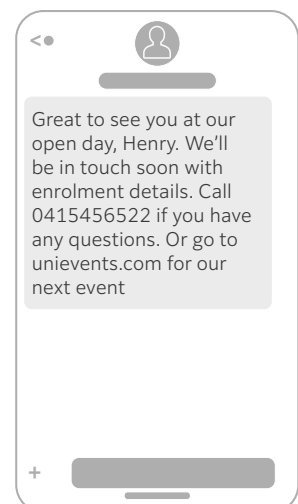 Great to see you at our
open day, Henry. We’ll
be in touch soon with
enrolment details. Call
0415456522 if you have
any questions. Or go to
unievents.com for our
next event